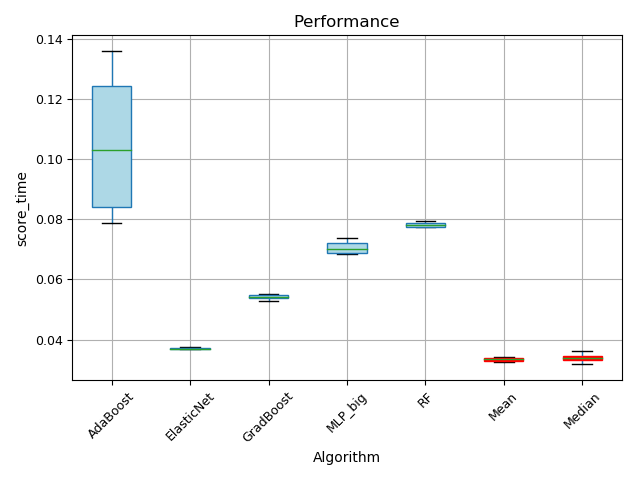 Performance
0.14
0.12
0.10
0.08
0.06
0.04
score_time
AdaBoost
ElasticNet
GradBoost
MLP_big
RF
Mean
Median
Algorithm